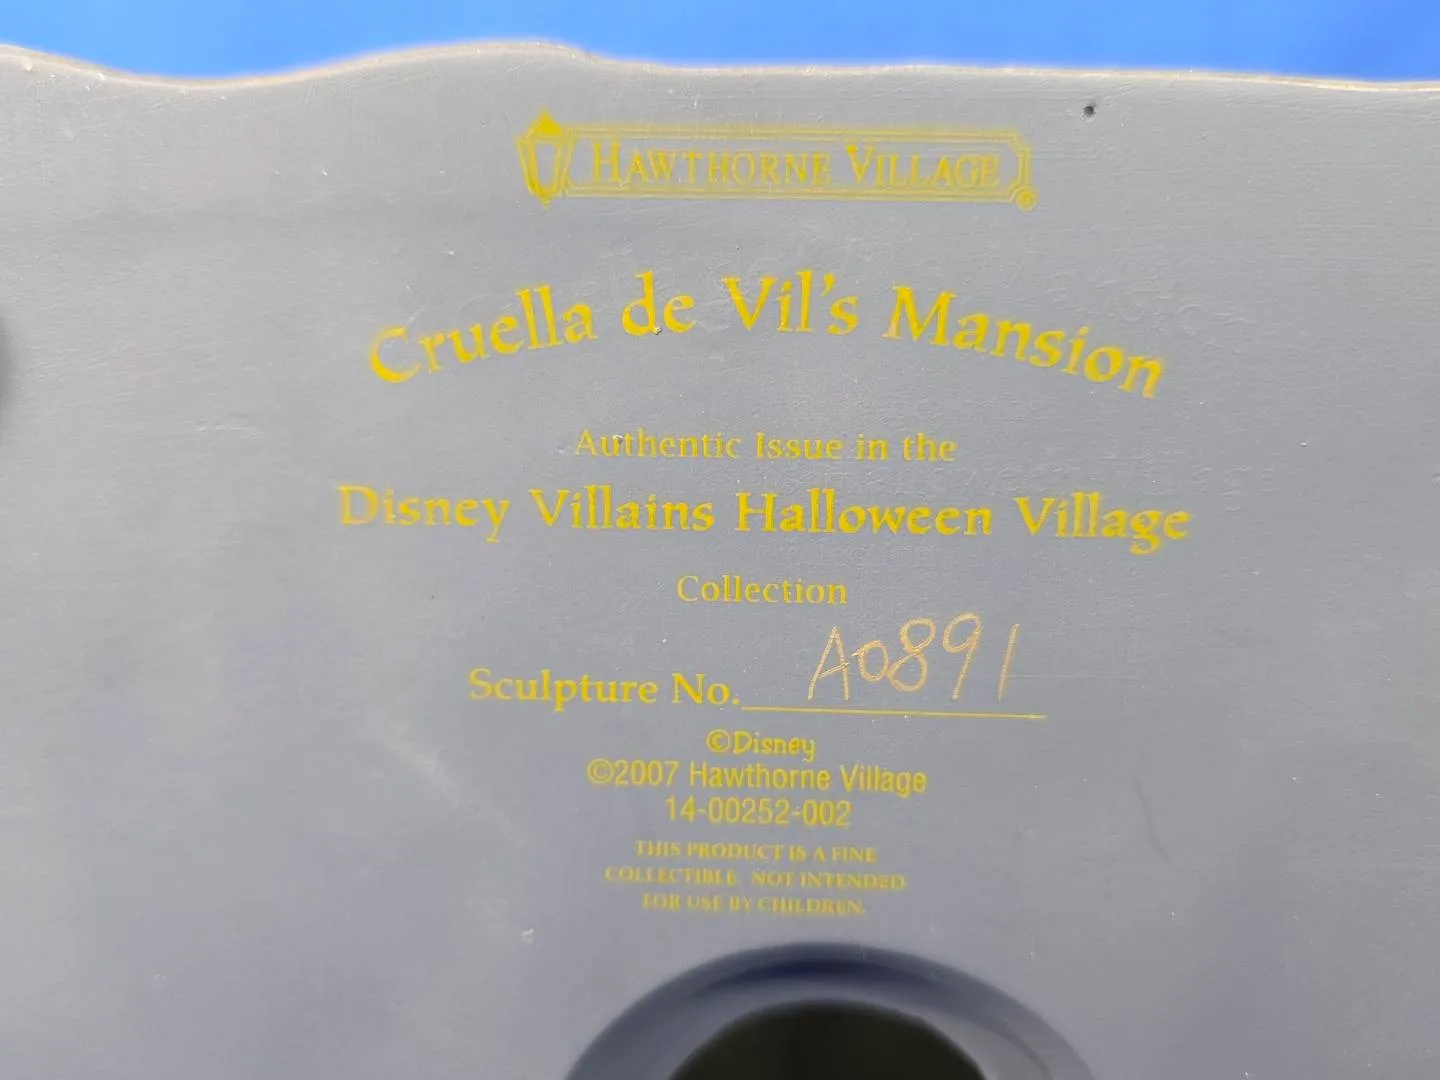 HAWTHORNE VILLAGE®
Cruella de Vil's Mansion
Authentic Issue in the
Disney Villains Halloween Village
Collection
Sculpture No. A0891
©Disney
©2007 Hawthorne Village
14-00252-002
THIS PRODUCT IS A FINE
COLLECTIBLE. NOT INTENDED
FOR USE BY CHILDREN.